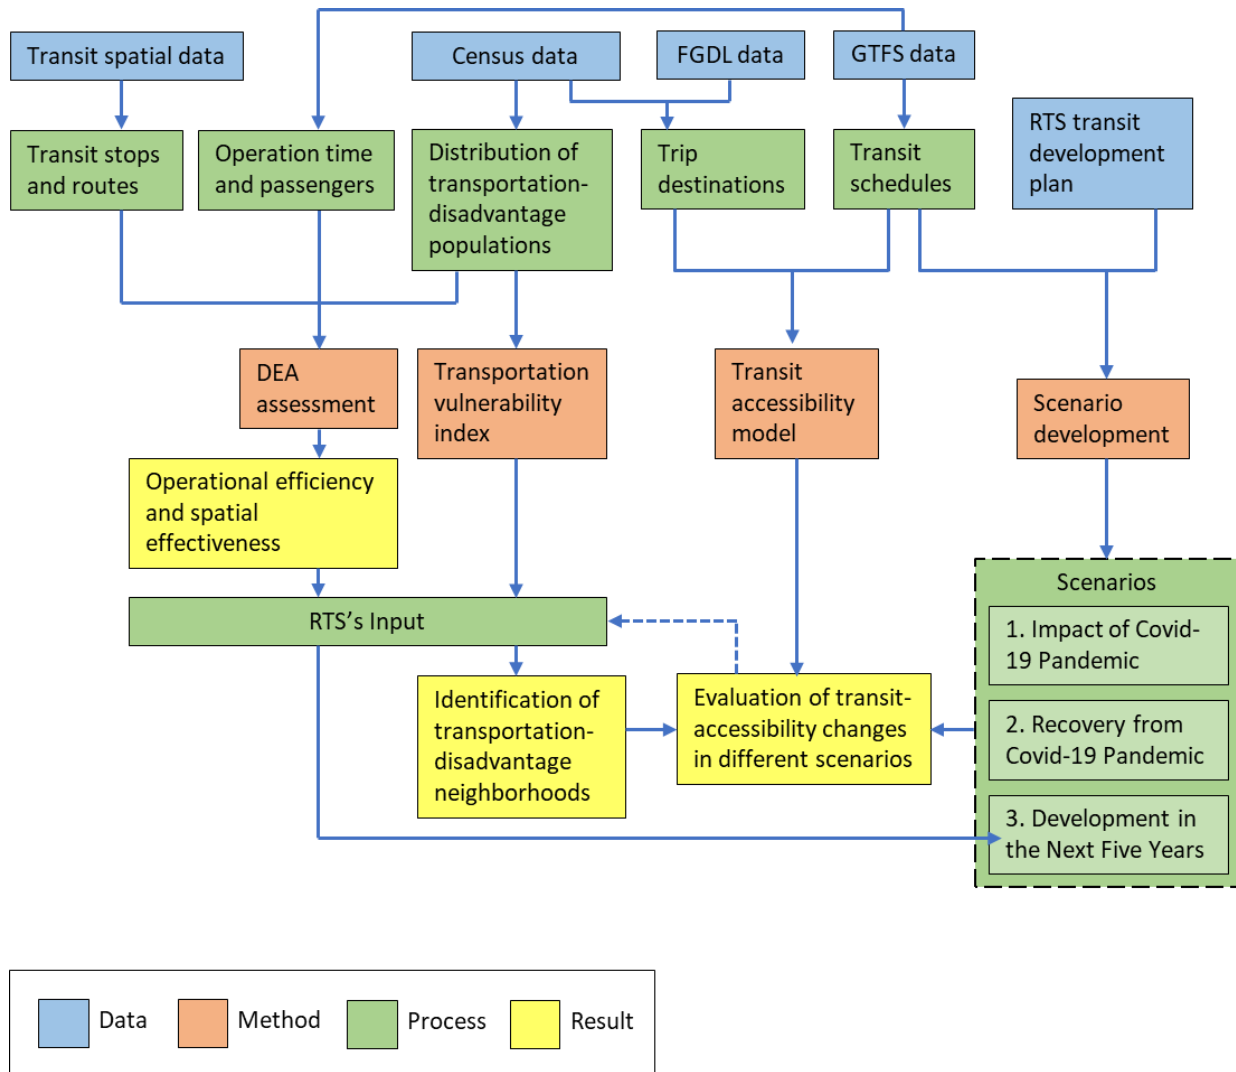 Transit spatial data
Census data
FGDL data
GTFS data
Transit stops
and routes
Operation time
and passengers
Distribution of
transportation-
disadvantage
populations
Trip
destinations
Transit
schedules
RTS transit
development
plan
DEA
assessment
Transportation
vulnerability
index
Transit
accessibility
model
Scenario
development
Operational efficiency
and spatial
effectiveness
RTS's Input
Identification of
transportation-
disadvantage
neighborhoods
Evaluation of transit-
accessibility changes
in different scenarios
Scenarios
1. Impact of Covid-
19 Pandemic
2. Recovery from
Covid-19 Pandemic
3. Development in
the Next Five Years
Data
Method
Process
Result